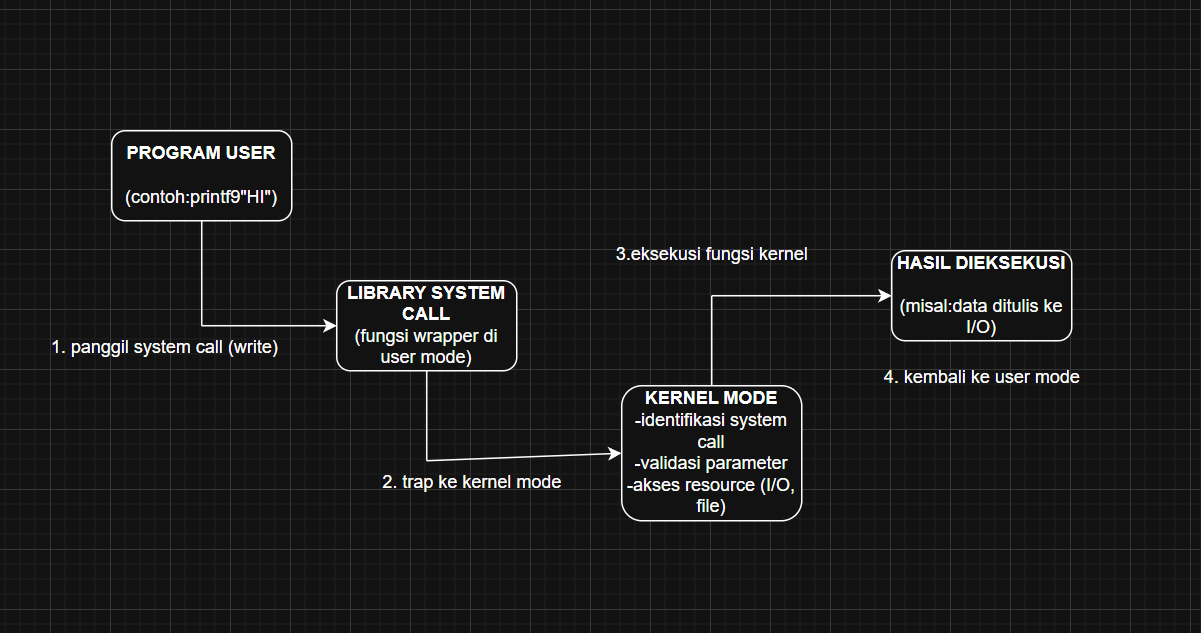 PROGRAM USER
(contoh:printf9"HI")
1. panggil system call (write)
LIBRARY SYSTEM
CALL
(fungsi wrapper di
user mode)
2. trap ke kernel mode
KERNEL MODE
-identifikasi system
call
-validasi parameter
-akses resource (I/O,
file)
3.eksekusi fungsi kernel
HASIL DIEKSEKUSI
(misal:data ditulis ke
I/O)
4. kembali ke user mode